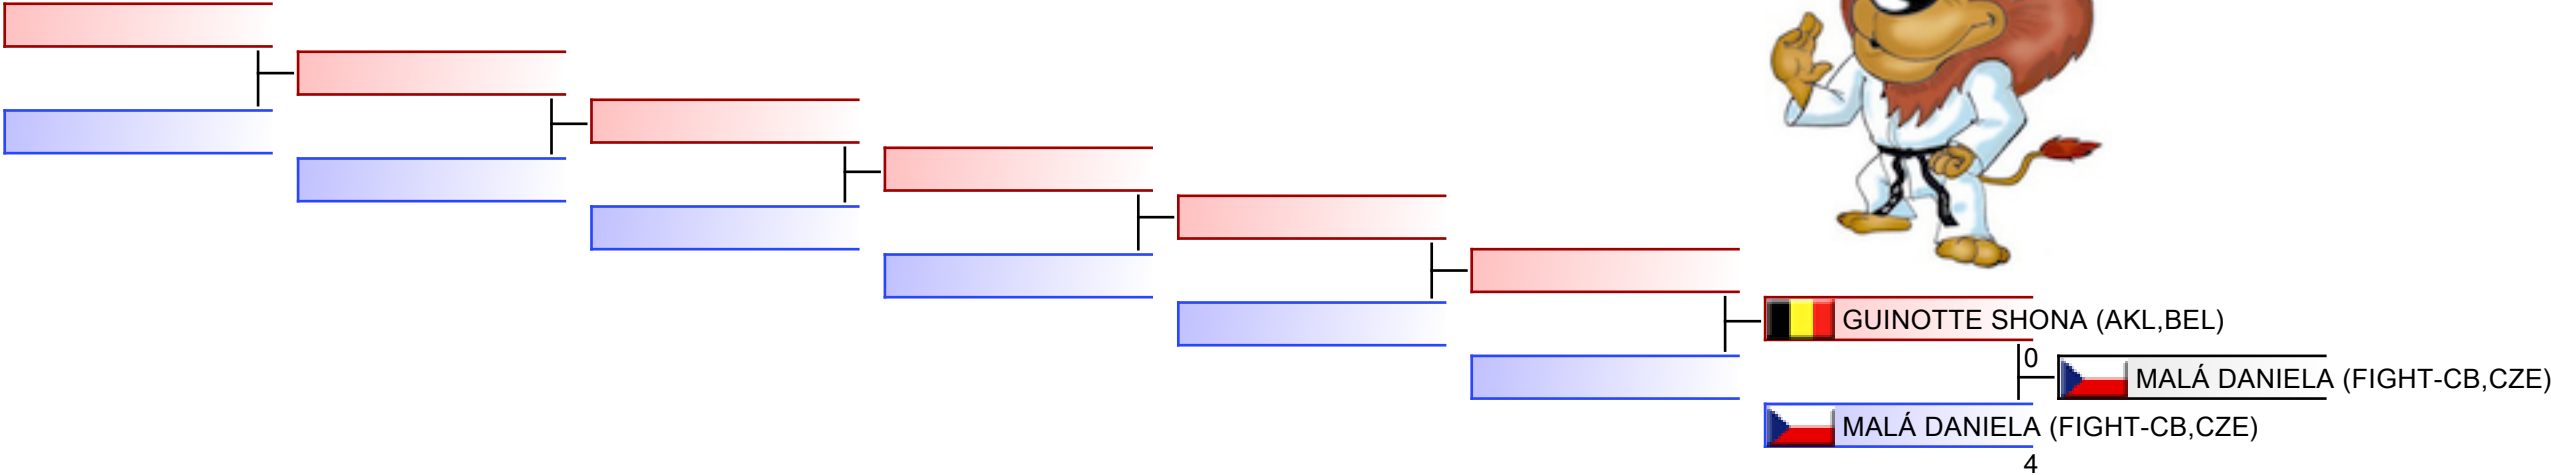 GUINOTTE SHONA (AKL,BEL)
0
MALÁ DANIELA (FIGHT-CB,CZE)
MALÁ DANIELA (FIGHT-CB,CZE)
4